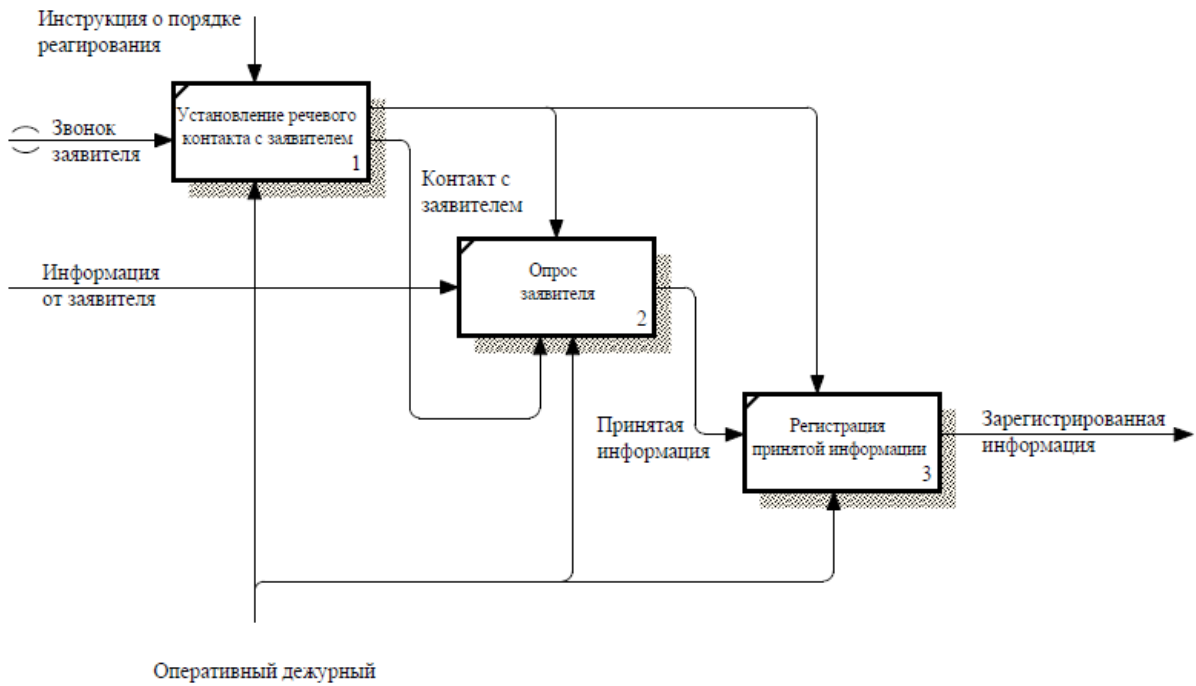 Инструкция о порядке
реагирования
Установление речевого
контакта с заявителем
1
Звонок
заявителя
Контакт с
заявителем
Информация
от заявителя
Опрос
заявителя
2
Принятая
информация
Регистрация
принятой информации
3
Зарегистрированная
информация
Оперативный дежурный